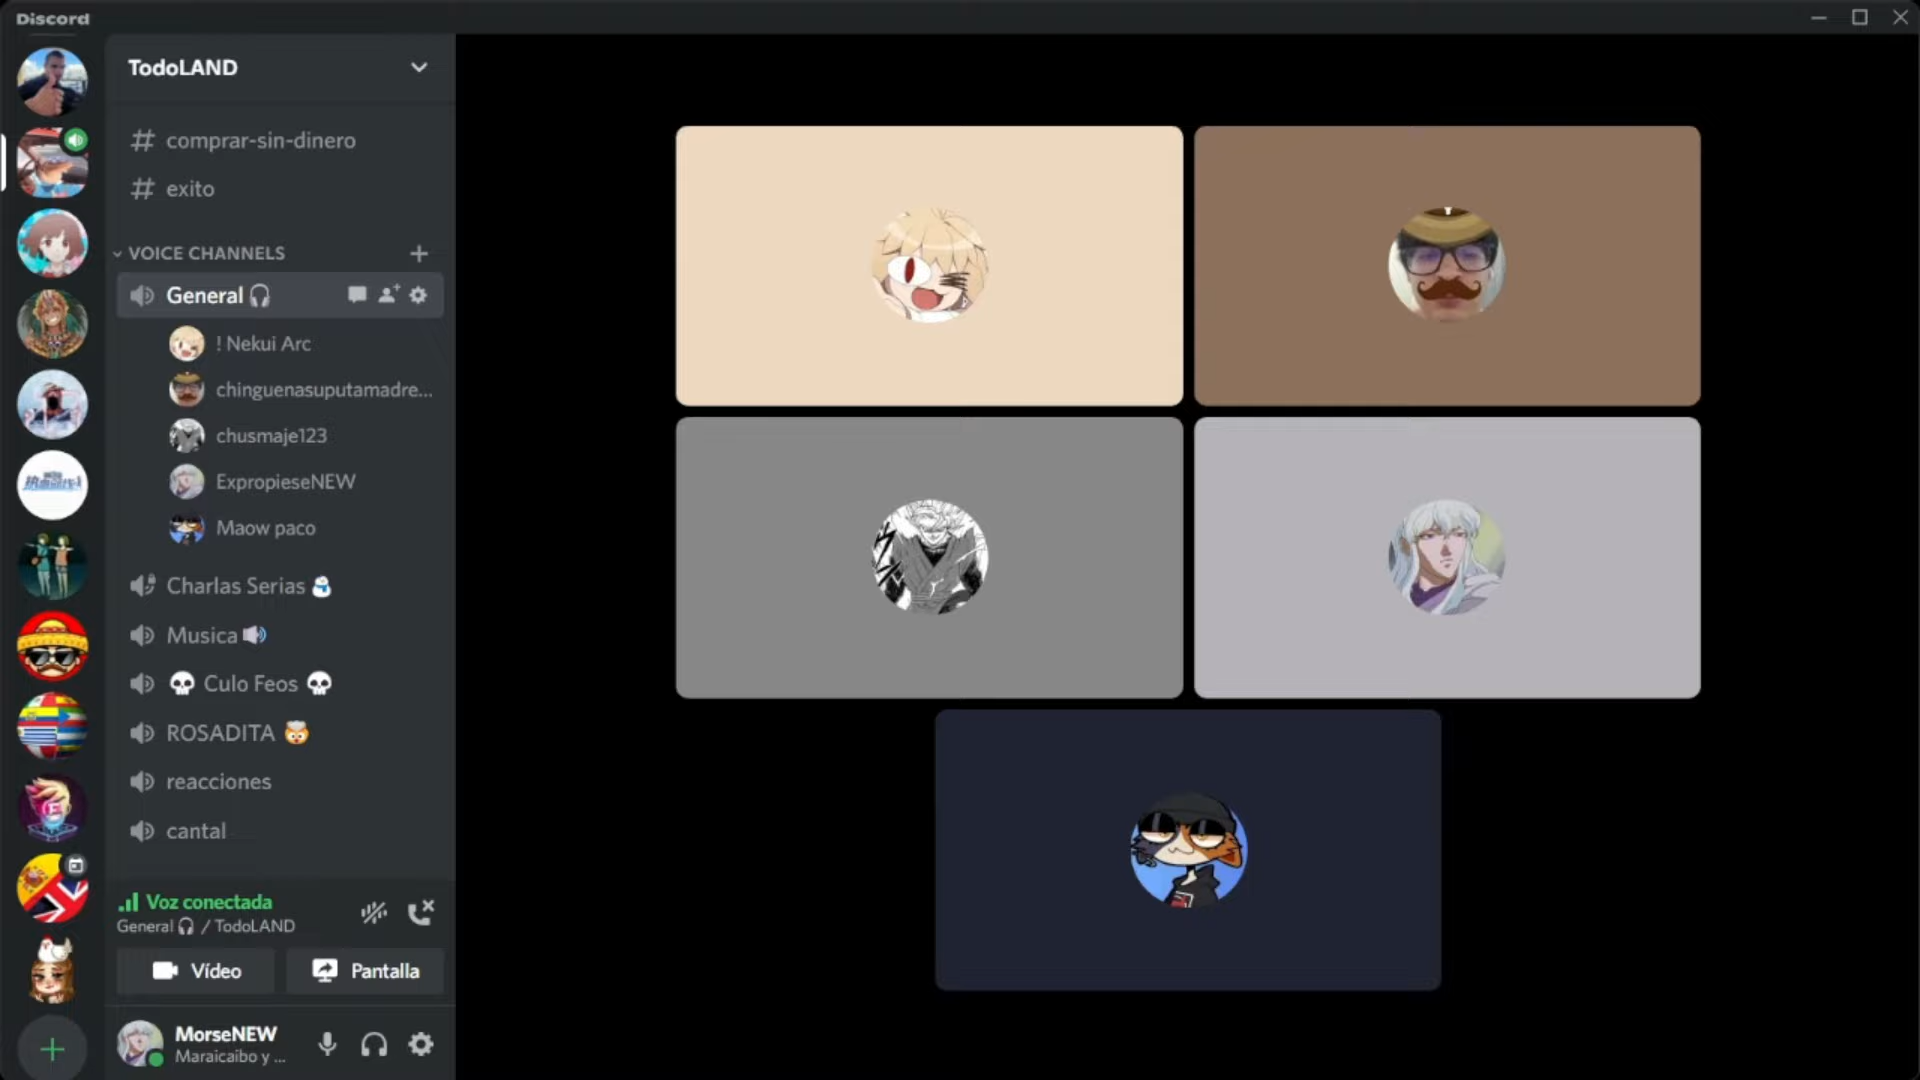 Discord
TodoLAND
# comprar-sin-dinero
# exito
VOICE CHANNELS
General
! Nekui Arc
chinguenasuputamadre...
chusmaje123
ExpropieseNEW
Maow paco
Charlas Serias
Musica
Culo Feos
ROSADITA
reacciones
cantal
Voz conectada
General / TodoLAND
Vídeo
Pantalla
MorseNEW
Maraicaibo y ...